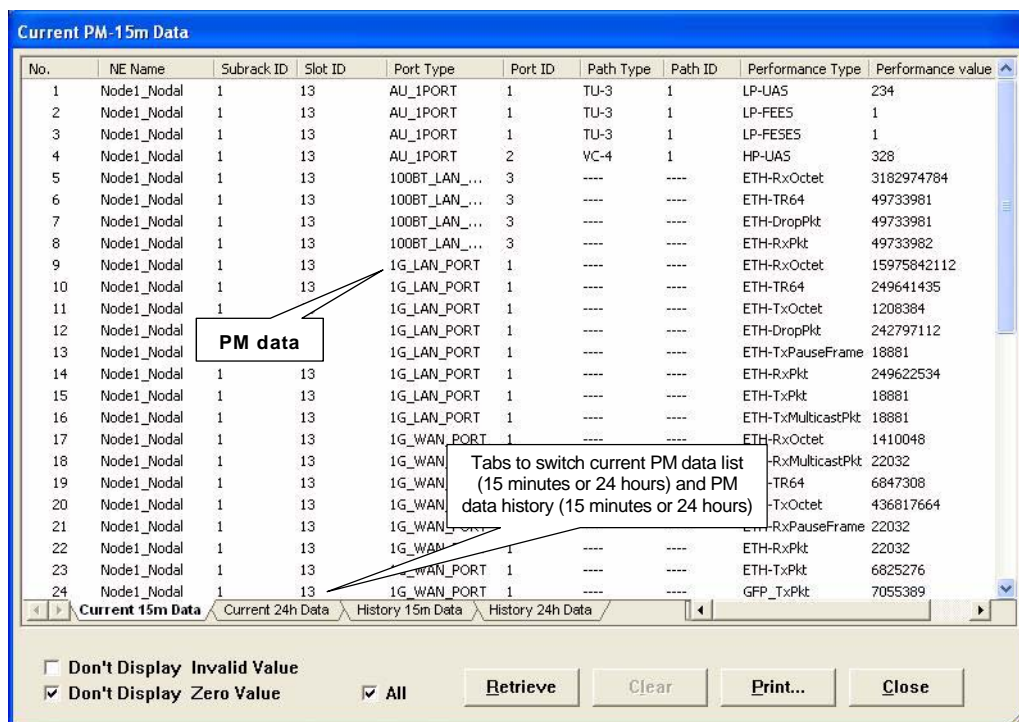 Current PM-15m Data
No. NE Name Subrack ID Slot ID Port Type Port ID Path Type Path ID Performance Type Performance value
1 Node1_Nodal 1 13 AU_1PORT 1 TU-3 1 LP-UAS 234
2 Node1_Nodal 1 13 AU_1PORT 1 TU-3 1 LP-FEES 1
3 Node1_Nodal 1 13 AU_1PORT 1 TU-3 1 LP-FESES 1
4 Node1_Nodal 1 13 AU_1PORT 2 VC-4 1 HP-UAS 328
5 Node1_Nodal 1 13 100BT_LAN_... 3 ---- ---- ETH-RxOctet 3182974784
6 Node1_Nodal 1 13 100BT_LAN_... 3 ---- ---- ETH-TR64 49733981
7 Node1_Nodal 1 13 100BT_LAN_... 3 ---- ---- ETH-DropPkt 49733981
8 Node1_Nodal 1 13 100BT_LAN_... 3 ---- ---- ETH-RxPkt 49733982
9 Node1_Nodal 1 13 1G_LAN_PORT 1 ---- ---- ETH-RxOctet 15975842112
10 Node1_Nodal 1 13 1G_LAN_PORT 1 ---- ---- ETH-TR64 249641435
11 Node1_Nodal 1 1G_LAN_PORT 1 ---- ---- ETH-TxOctet 1208384
12 Node1_Nodal 1G_LAN_PORT 1 ---- ---- ETH-DropPkt 242797112
PM data
13 Node1_Nodal 1G_LAN_PORT 1 ---- ---- ETH-TxPauseFrame 18881
14 Node1_Nodal 1 13 1G_LAN_PORT 1 ---- ---- ETH-RxPkt 249622534
15 Node1_Nodal 1 13 1G_LAN_PORT 1 ---- ---- ETH-TxPkt 18881
16 Node1_Nodal 1 13 1G_LAN_PORT 1 ---- ---- ETH-TxMulticastPkt 18881
17 Node1_Nodal 1 13 1G_WAN_PORT 1 ---- ---- ETH-RxOctet 1410048
18 Node1_Nodal 1 13 1G_WAN -RxMulticastPkt 22032
19 Node1_Nodal 1 13 1G_WAN -TR64 6847308
20 Node1_Nodal 1 13 1G_WAN -TxOctet 436817664
Tabs to switch current PM data list
(15 minutes or 24 hours) and PM
data history (15 minutes or 24 hours)
21 Node1_Nodal 1 13 1G_WAN_PORT 1 ---- ---- ETH-RxPauseFrame 22032
22 Node1_Nodal 1 13 1G_WAN_PORT 1 ---- ---- ETH-RxPkt 22032
23 Node1_Nodal 1 13 1G_WAN_PORT 1 ---- ---- ETH-TxPkt 6825276
24 Node1_Nodal 1 13 1G_WAN_PORT 1 ---- ---- GFP_TxPkt 7055389
Current 15m Data Current 24h Data History 15m Data History 24h Data
Don't Display Invalid Value
Don't Display Zero Value All Retrieve Clear Print... Close